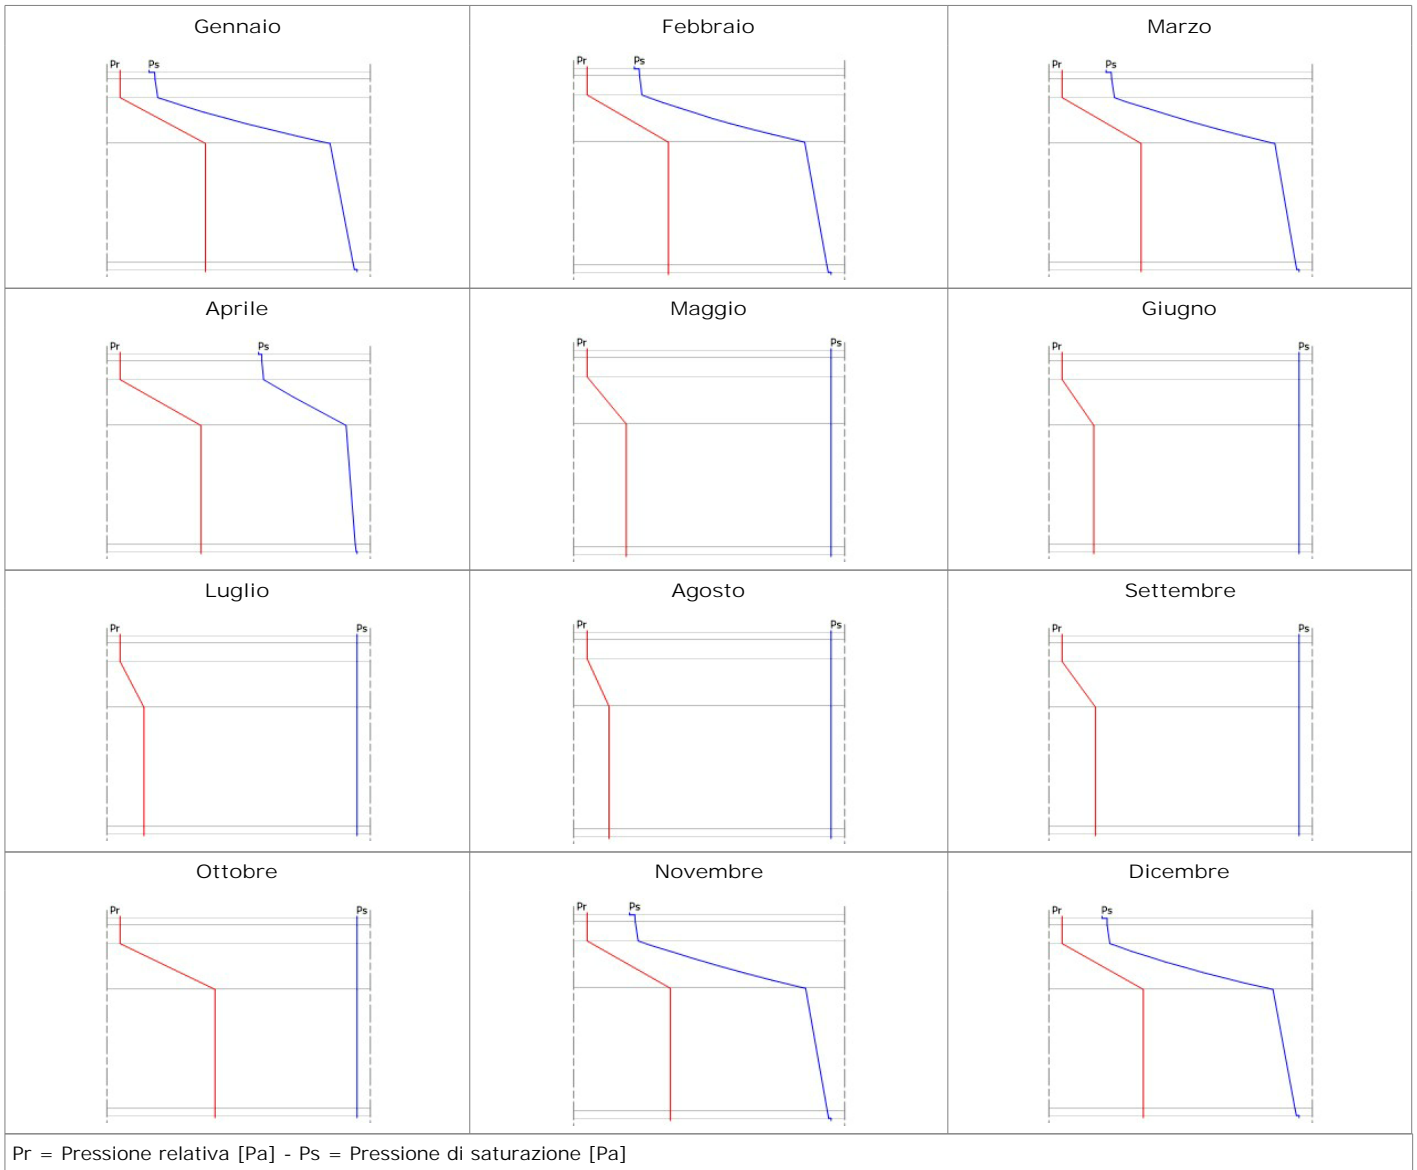 Gennaio
Febbraio
Marzo
Pr Ps
Pr Ps
Pr Ps
Aprile
Maggio
Giugno
Pr Ps
Pr Ps
Pr Ps
Luglio
Agosto
Settembre
Pr Ps
Pr Ps
Pr Ps
Ottobre
Novembre
Dicembre
Pr Ps
Pr Ps
Pr Ps
Pr = Pressione relativa [Pa] - Ps = Pressione di saturazione [Pa]